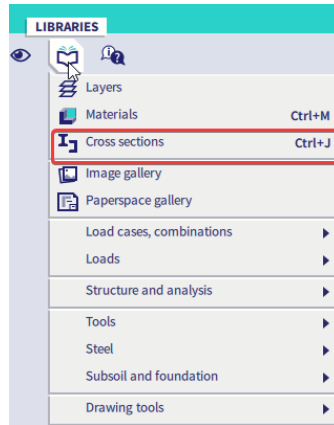 LIBRARIES
Layers
Materials Ctrl+M
Cross sections Ctrl+J
Image gallery
Paperspace gallery
Load cases, combinations
Loads
Structure and analysis
Tools
Steel
Subsoil and foundation
Drawing tools